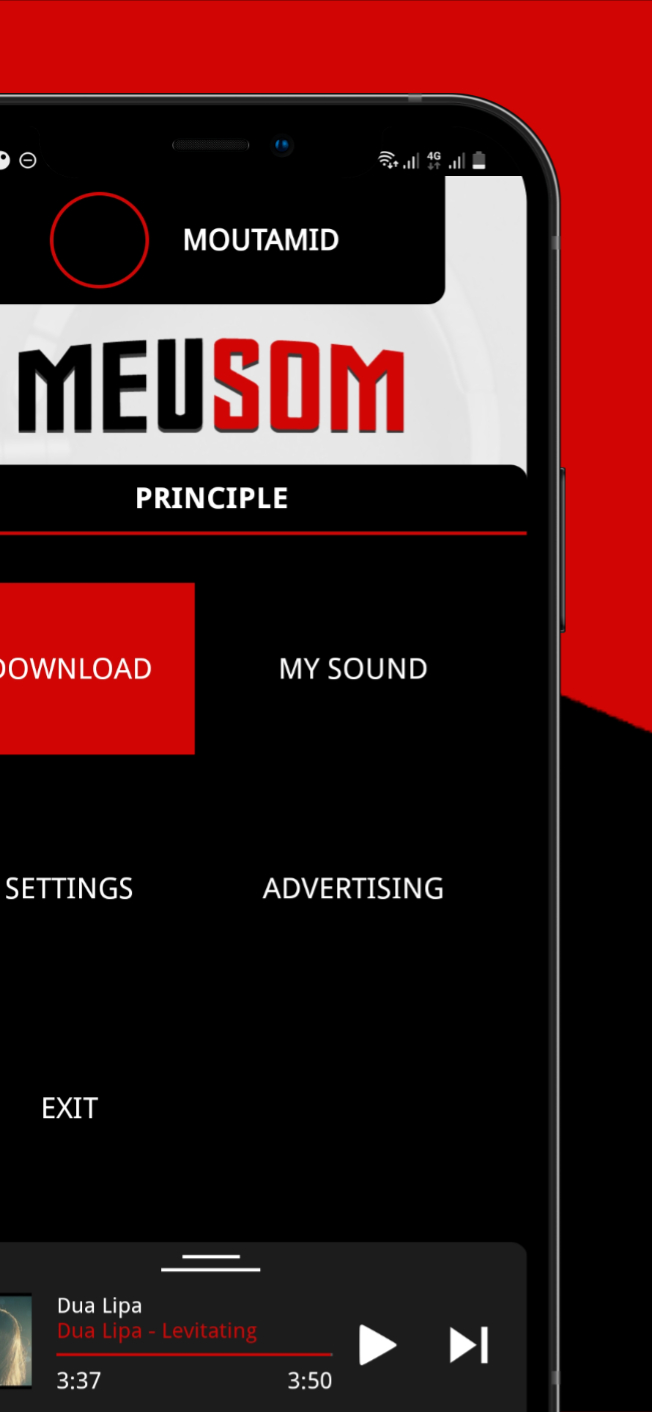 4G
MOUTAMID
MEUSOM
PRINCIPLE
DOWNLOAD
MY SOUND
SETTINGS
ADVERTISING
EXIT
Dua Lipa
Dua Lipa - Levitating
3:37
3:50